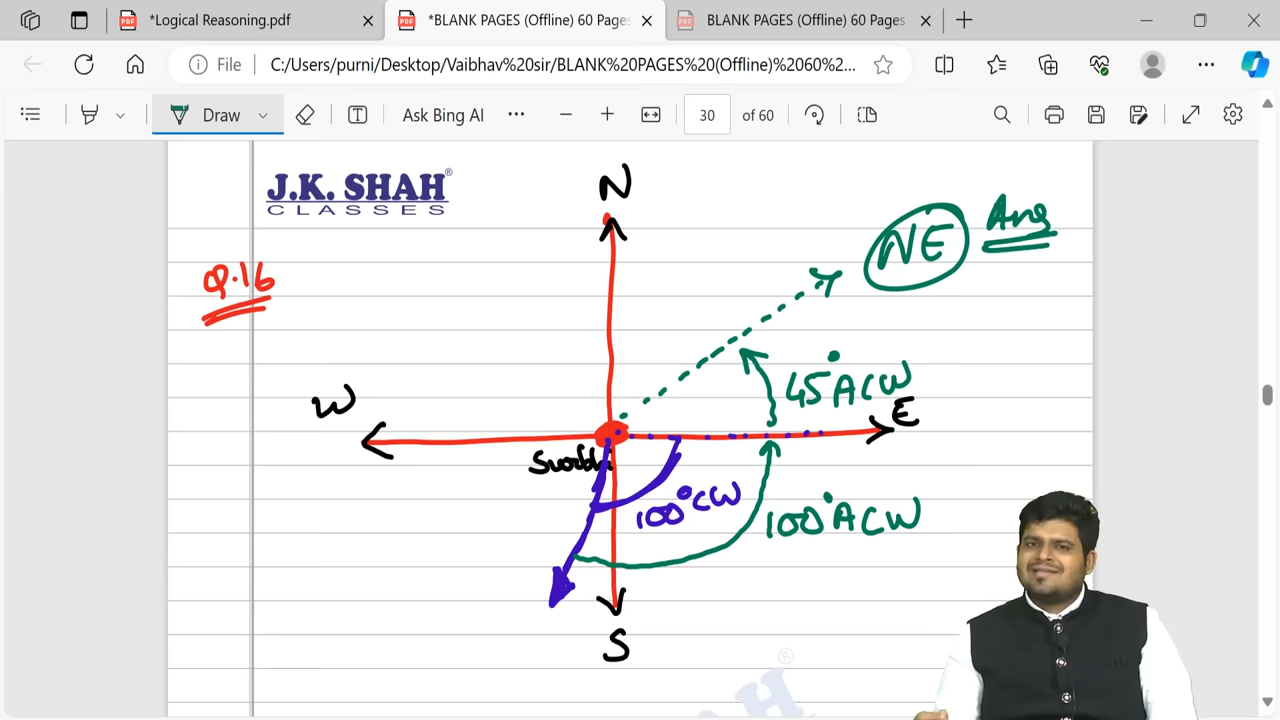 *Logical Reasoning.pdf
*BLANK PAGES (Offline) 60 Pages
BLANK PAGES (Offline) 60 Pages
File
C:/Users/purni/Desktop/Vaibhav%20sir/BLANK%20PAGES%20(Offline)%2060%2...
Draw
Ask Bing AI
30
of 60
J.K. SHAH®
CLASSES
N
NE
Ans
Q.16
45° ACW
W
E
100°CW
100°ACW
S